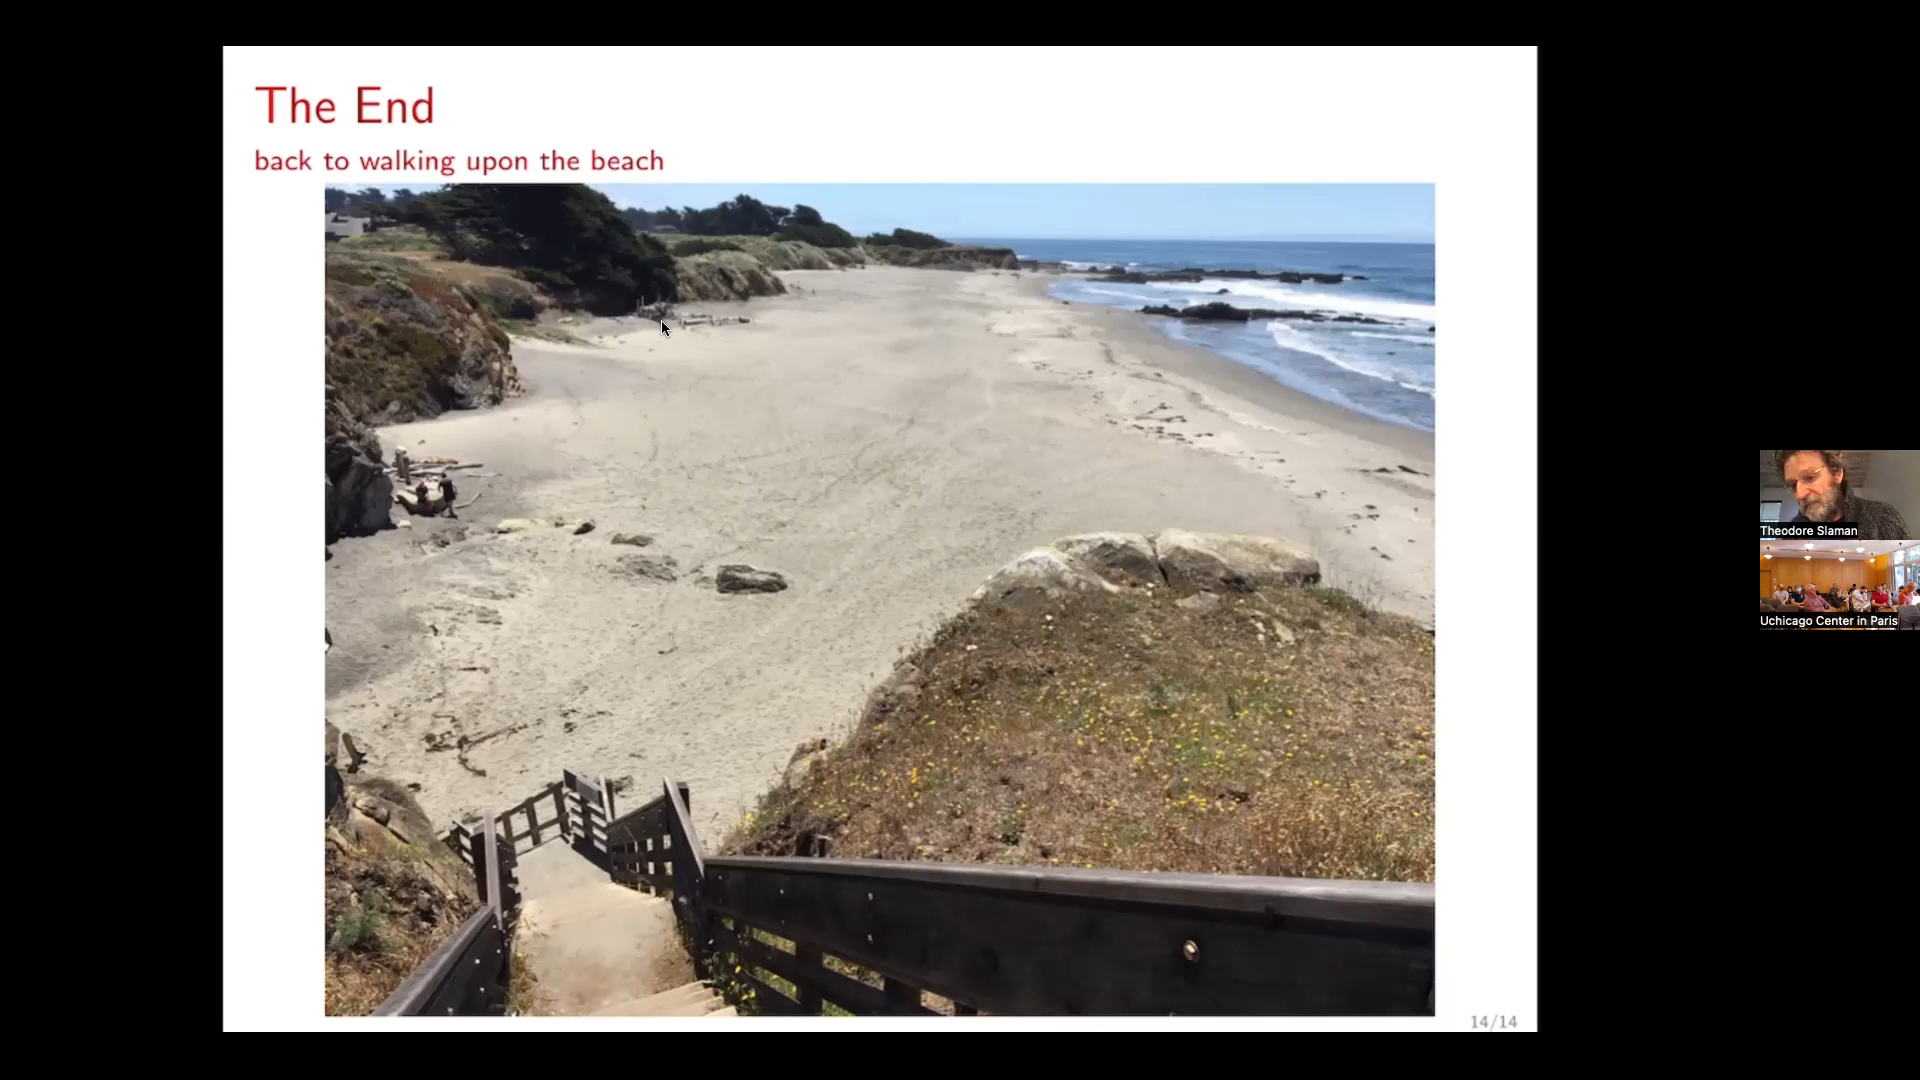 The End
back to walking upon the beach
Theodore Slaman
Uchicago Center in Paris
14/14